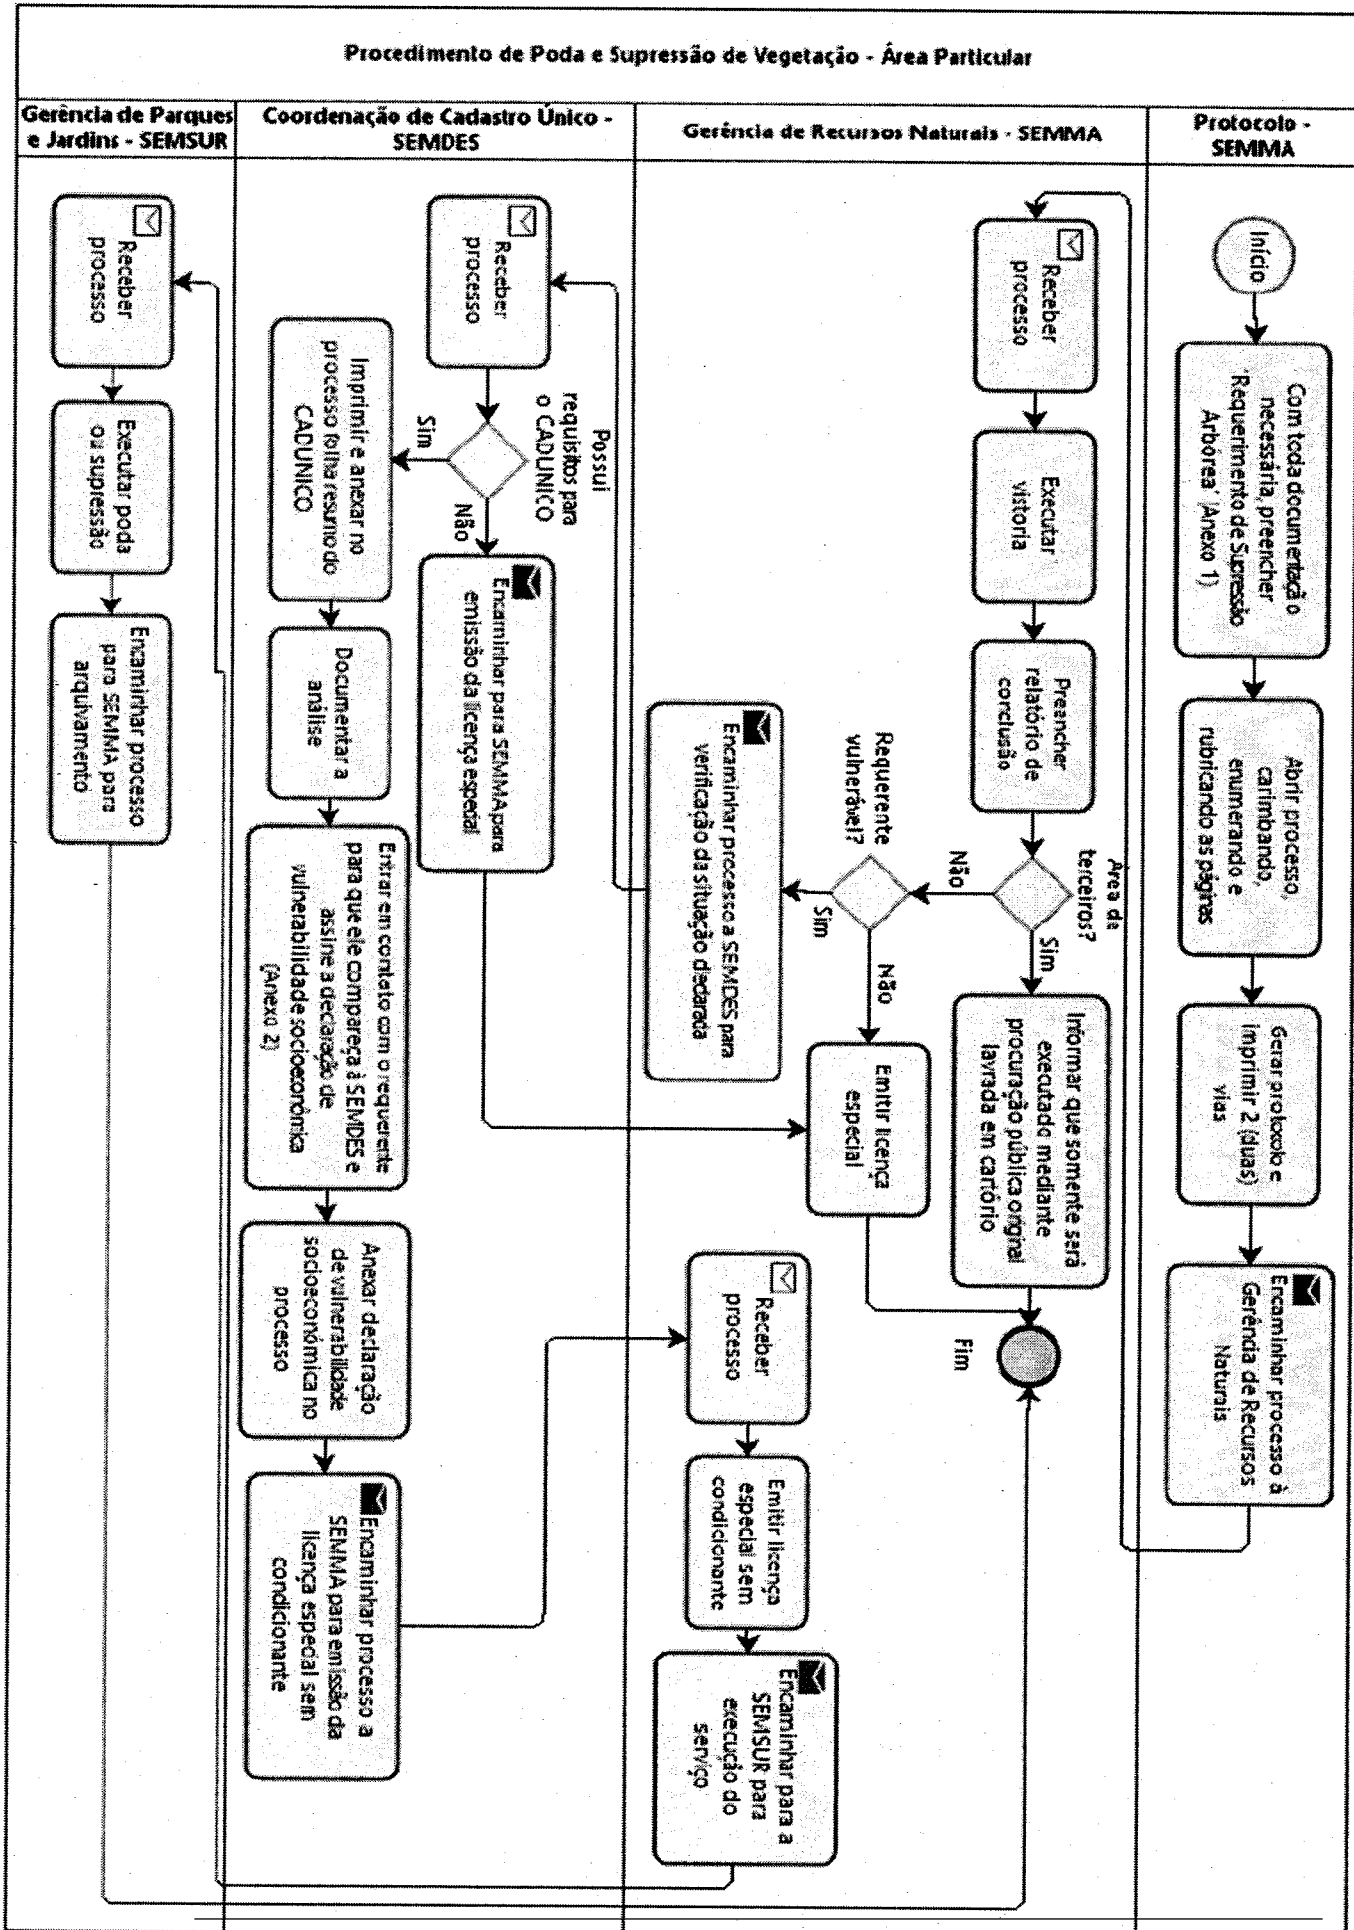 Procedimento de Poda e Supressão de Vegetação - Área Particular
Protocolo -
SEMMA
Início
Com toda documentação
necessária, preencher
'Requerimento de Supressão
Arbórea' (Anexo 1)
Abrir processo,
carimbando,
enumerando e
rubricando as páginas
Gerar protocolo e
imprimir 2 (duas)
vias
Encaminhar processo à
Gerência de Recursos
Naturais
Gerência de Recursos Naturais - SEMMA
Receber
processo
Executar
vistoria
Preencher
relatório de
conclusão
Área de
terceiros?
Sim
Não
Informar que somente será
executado mediante
procuração pública original
lavrada em cartório
Fim
Requerente
vulnerável?
Não
Sim
Emitir licença
especial
Encaminhar processo a SEMDES para
verificação da situação declarada
Receber
processo
Emitir licença
especial sem
condicionante
Encaminhar para a
SEMSUR para
execução do
serviço
Coordenação de Cadastro Único -
SEMDES
Receber
processo
Possui
requisitos para
o CADUNICO
Não
Sim
Encaminhar para SEMMA para
emissão da licença especial
Imprimir e anexar no
processo folha resumo do
CADUNICO
Documentar a
análise
Entrar em contato com o requerente
para que ele compareça à SEMDES e
assine a declaração de
vulnerabilidade socioeconômica
(Anexo 2)
Anexar declaração
de vulnerabilidade
socioeconômica no
processo
Encaminhar processo a
SEMMA para emissão da
licença especial sem
condicionante
Gerência de Parques
e Jardins - SEMSUR
Receber
processo
Executar poda
ou supressão
Encaminhar processo
para SEMMA para
arquivamento